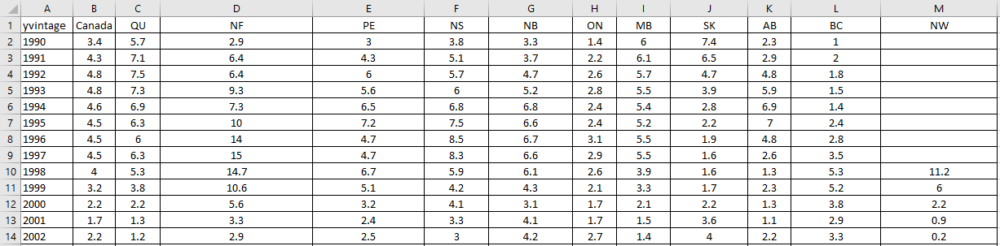 A B C D E F G H I J K L M
1 yvintage Canada QU NF PE NS NB ON MB SK AB BC NW
2 1990 3.4 5.7 2.9 3 3.8 3.3 1.4 6 7.4 2.3 1
3 1991 4.3 7.1 6.4 4.3 5.1 3.7 2.2 6.1 6.5 2.9 2
4 1992 4.8 7.5 6.4 6 5.7 4.7 2.6 5.7 4.7 4.8 1.8
5 1993 4.8 7.3 9.3 5.6 6 5.2 2.8 5.5 3.9 5.9 1.5
6 1994 4.6 6.9 7.3 6.5 6.8 6.8 2.4 5.4 2.8 6.9 1.4
7 1995 4.5 6.3 10 7.2 7.5 6.6 2.4 5.2 2.2 7 2.4
8 1996 4.5 6 14 4.7 8.5 6.7 3.1 5.5 1.9 4.8 2.8
9 1997 4.5 6.3 15 4.7 8.3 6.6 2.9 5.5 1.6 2.6 3.5
10 1998 4 5.3 14.7 6.7 5.9 6.1 2.6 3.9 1.6 1.3 5.3 11.2
11 1999 3.2 3.8 10.6 5.1 4.2 4.3 2.1 3.3 1.7 2.3 5.2 6
12 2000 2.2 2.2 5.6 3.2 4.1 3.1 1.7 2.1 2.2 1.3 3.8 2.2
13 2001 1.7 1.3 3.3 2.4 3.3 4.1 1.7 1.5 3.6 1.1 2.9 0.9
14 2002 2.2 1.2 2.9 2.5 3 4.2 2.7 1.4 4 2.2 3.3 0.2